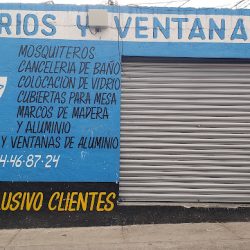 RIOS Y VENTANA
MOSQUITEROS
CANCELERIA DE BAÑO
COLOCACION DE VIDRIO
CUBIERTAS PARA MESA
MARCOS DE MADERA
Y ALUMINIO
Y VENTANAS DE ALUMINIO
4-46-87-24
LUSIVO CLIENTES